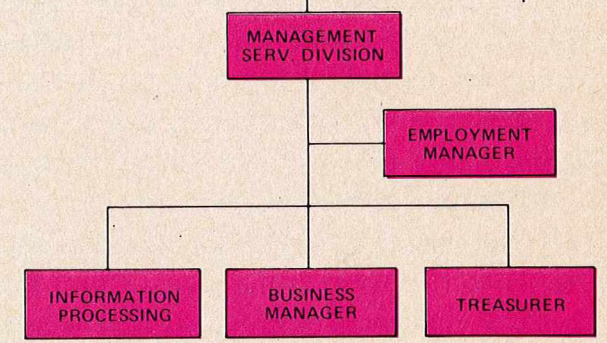 MANAGEMENT
SERV. DIVISION
EMPLOYMENT
MANAGER
INFORMATION
PROCESSING
BUSINESS
MANAGER
TREASURER